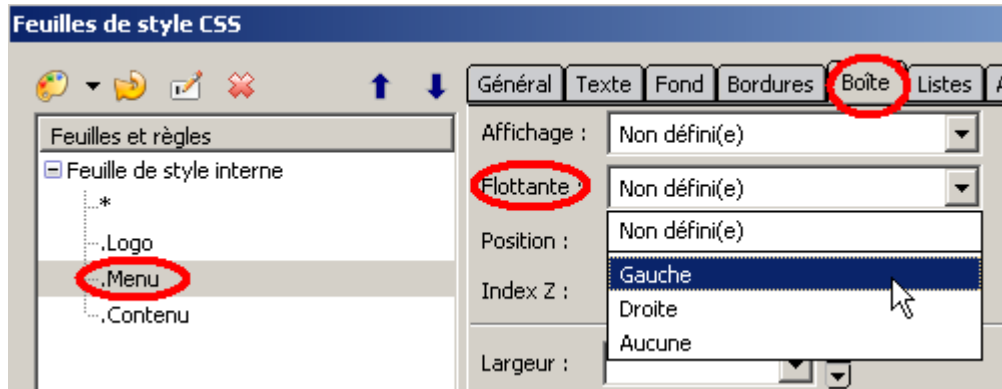 Feuilles de style CSS
Général Texte Fond Bordures Boîte Listes A
Feuilles et règles
Feuille de style interne
*
.Logo
.Menu
.Contenu
Affichage : Non défini(e)
Flottante : Non défini(e)
Non défini(e)
Gauche
Droite
Aucune
Position :
Index Z :
Largeur :